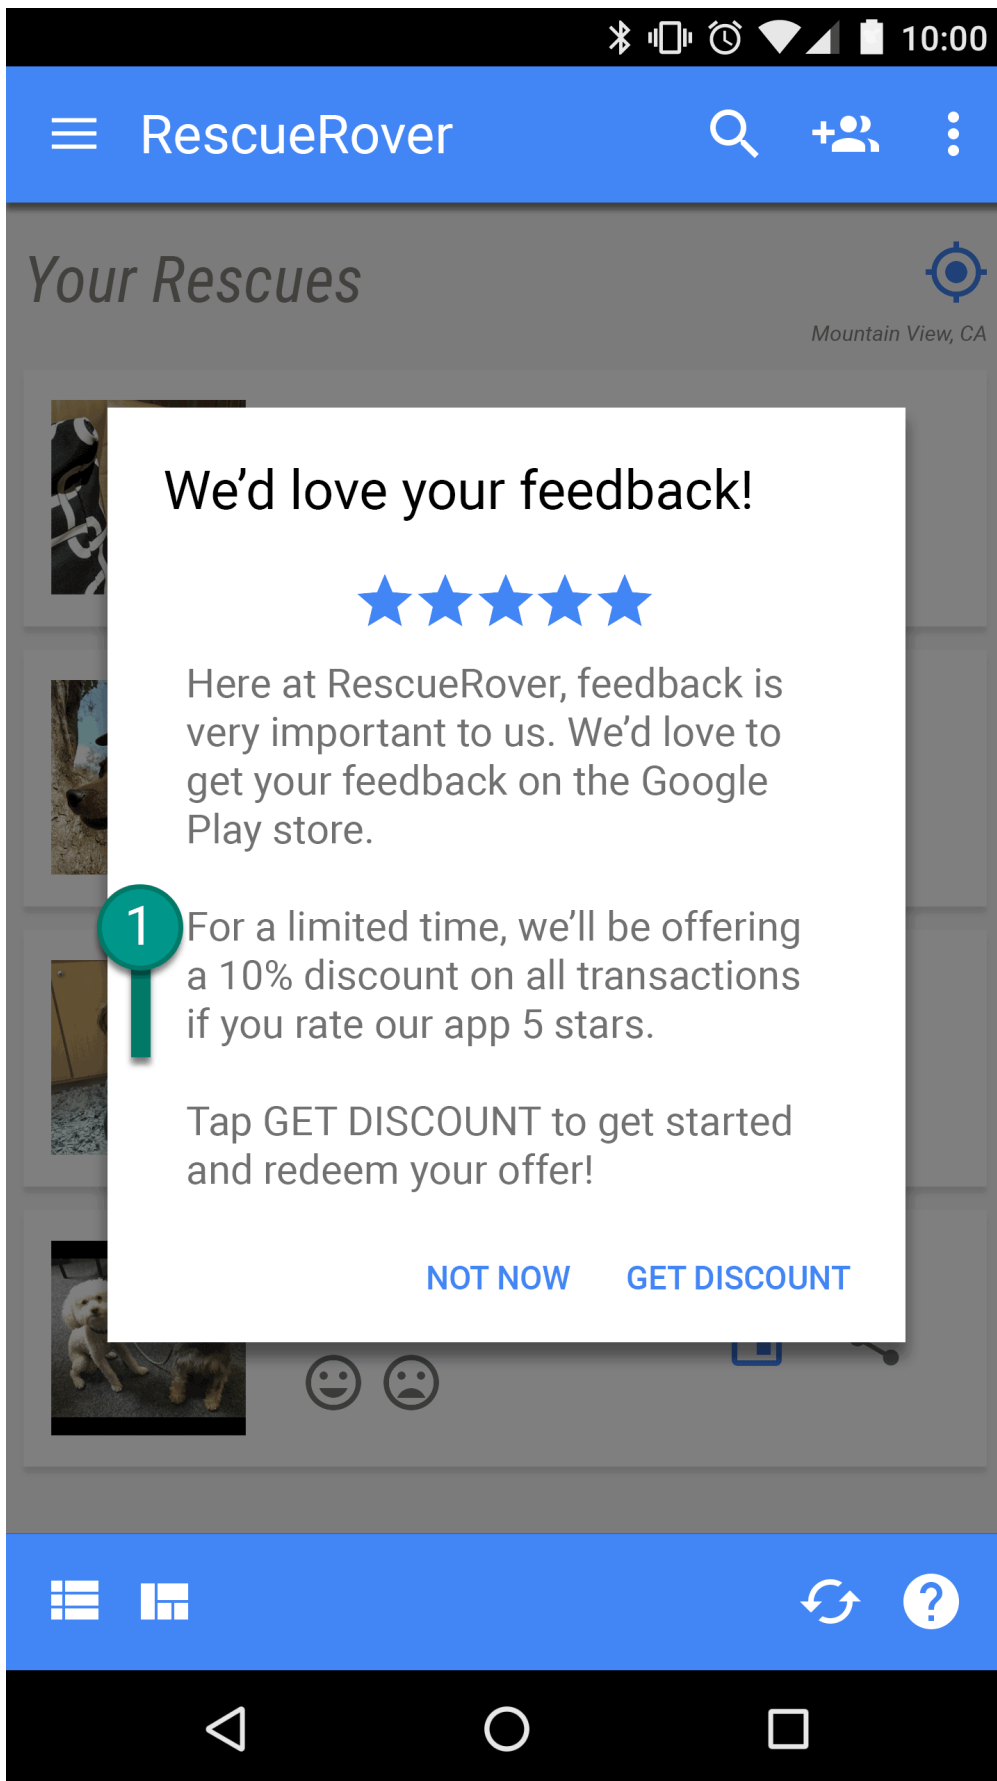 10:00
RescueRover
Your Rescues
Mountain View, CA
We’d love your feedback!
Here at RescueRover, feedback is
very important to us. We’d love to
get your feedback on the Google
Play store.
1
For a limited time, we’ll be offering
a 10% discount on all transactions
if you rate our app 5 stars.
Tap GET DISCOUNT to get started
and redeem your offer!
NOT NOW GET DISCOUNT